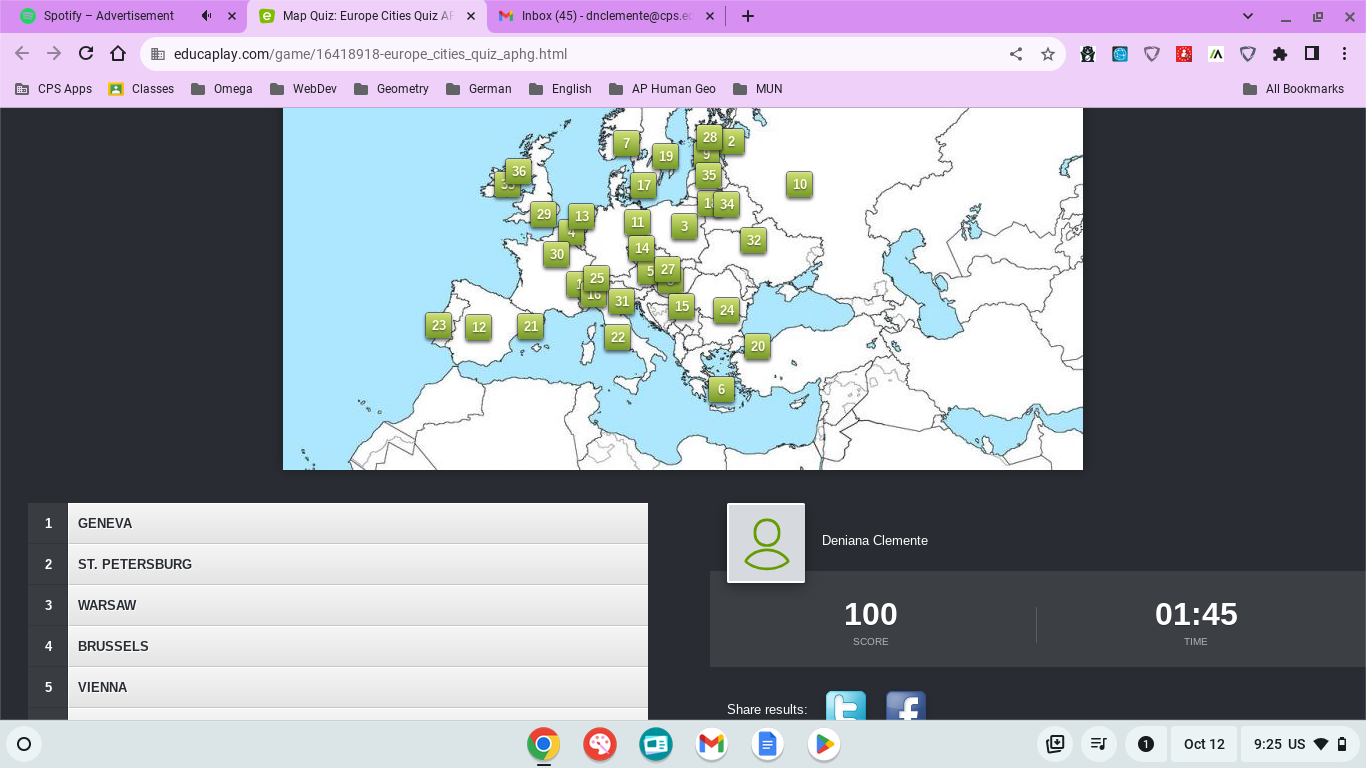 Spotify – Advertisement
Map Quiz: Europe Cities Quiz AP
Inbox (45) - dnclemente@cps.ed
educaplay.com/game/16418918-europe_cities_quiz_aphg.html
CPS Apps
Classes
Omega
WebDev
Geometry
German
English
AP Human Geo
MUN
All Bookmarks
28
2
7
9
19
36
35
10
17
34
29
13
11
3
4
32
14
30
5
27
25
16
31
15
24
23
12
21
22
20
6
1 GENEVA
2 ST. PETERSBURG
3 WARSAW
4 BRUSSELS
5 VIENNA
Deniana Clemente
100
SCORE
01:45
TIME
Share results:
1
Oct 12
9:25 US